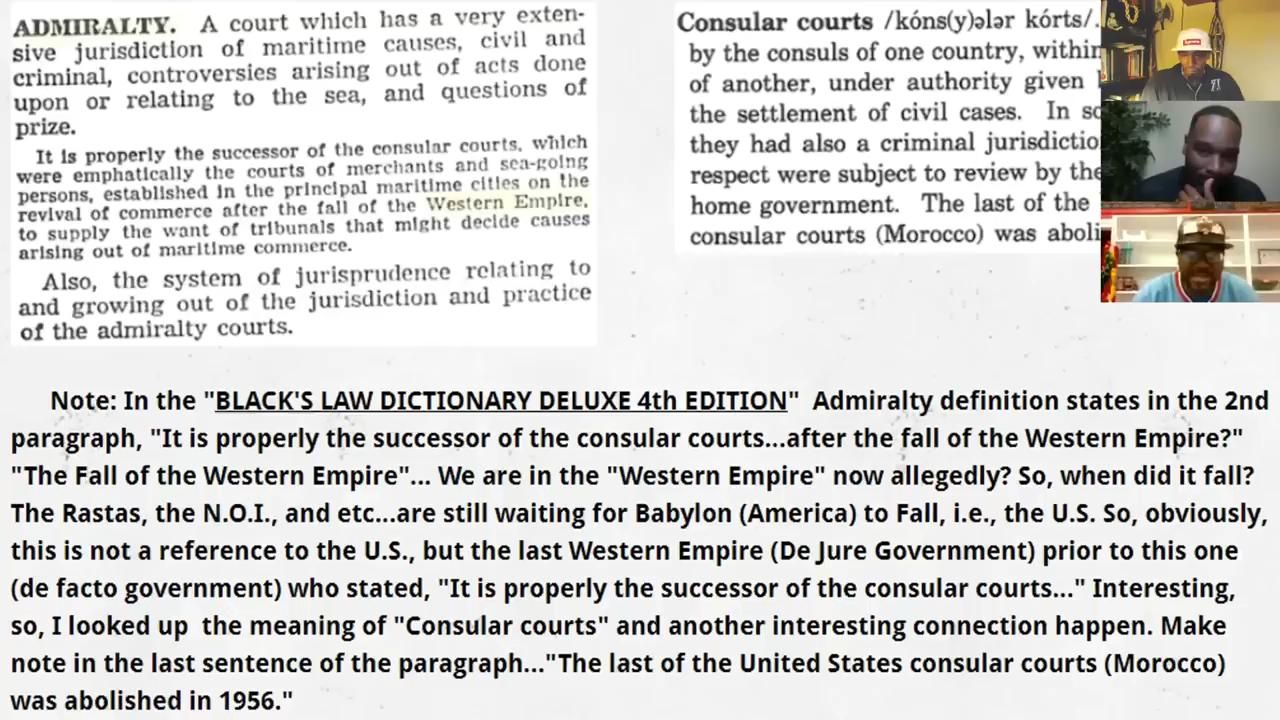 ADMIRALTY. A court which has a very exten-
sive jurisdiction of maritime causes, civil and
criminal, controversies arising out of acts done
upon or relating to the sea, and questions of
prize.
It is properly the successor of the consular courts, which
were emphatically the courts of merchants and sea-going
persons, established in the principal maritime cities on the
revival of commerce after the fall of the Western Empire,
to supply the want of tribunals that might decide causes
arising out of maritime commerce.
Also, the system of jurisprudence relating to
and growing out of the jurisdiction and practice
of the admiralty courts.
Consular courts /kóns(y)ələr kórts/.
by the consuls of one country, within
of another, under authority given
the settlement of civil cases. In so
they had also a criminal jurisdictio
respect were subject to review by the
home government. The last of the
consular courts (Morocco) was aboli
Supreme
Note: In the "BLACK'S LAW DICTIONARY DELUXE 4th EDITION" Admiralty definition states in the 2nd
paragraph, "It is properly the successor of the consular courts...after the fall of the Western Empire?"
"The Fall of the Western Empire"... We are in the "Western Empire" now allegedly? So, when did it fall?
The Rastas, the N.O.I., and etc...are still waiting for Babylon (America) to Fall, i.e., the U.S. So, obviously,
this is not a reference to the U.S., but the last Western Empire (De Jure Government) prior to this one
(de facto government) who stated, "It is properly the successor of the consular courts..." Interesting,
so, I looked up the meaning of "Consular courts" and another interesting connection happen. Make
note in the last sentence of the paragraph..."The last of the United States consular courts (Morocco)
was abolished in 1956."